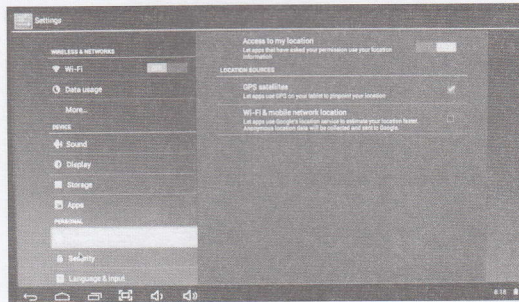 Settings
WIRELESS & NETWORKS
Wi-Fi
Data usage
More...
DEVICE
Sound
Display
Storage
Apps
PERSONAL
Security
Language & input
Access to my location
Let apps that have asked your permission use your location
information
LOCATION SOURCES
GPS satellites
Let apps use GPS on your tablet to pinpoint your location
Wi-Fi & mobile network location
Let apps use Google's location service to estimate your location faster.
Anonymous location data will be collected and sent to Google.
6:18